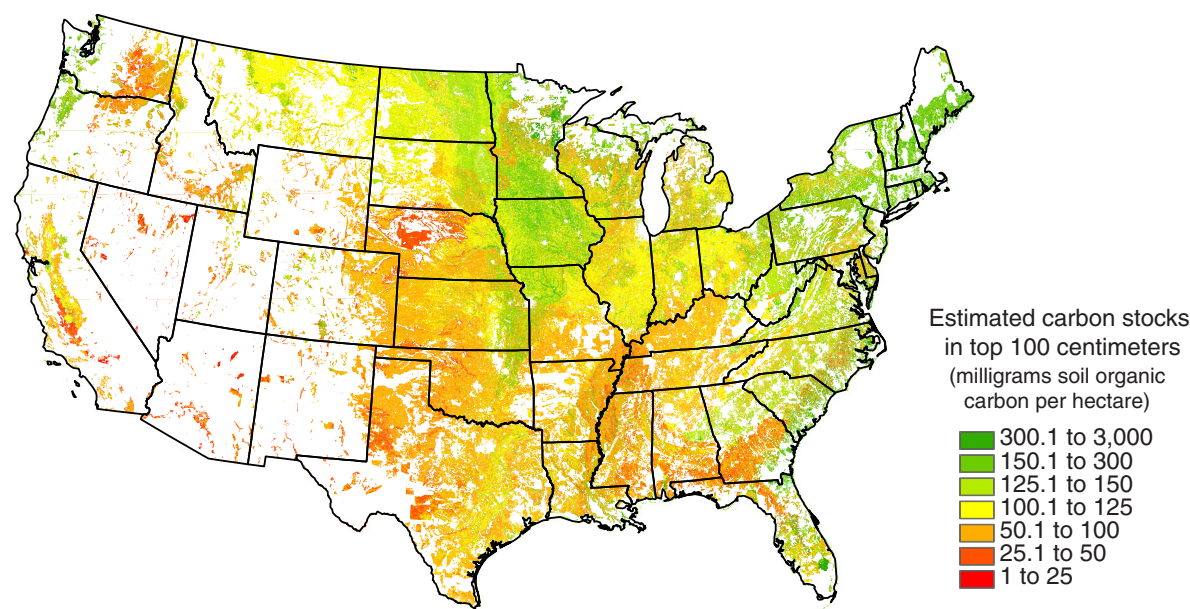 Estimated carbon stocks
in top 100 centimeters
(milligrams soil organic
carbon per hectare)
300.1 to 3,000
150.1 to 300
125.1 to 150
100.1 to 125
50.1 to 100
25.1 to 50
1 to 25